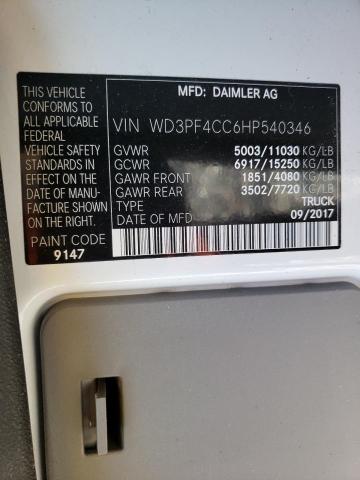 MFD: DAIMLER AG
THIS VEHICLE
CONFORMS TO
ALL APPLICABLE
FEDERAL
MOTOR VEHICLE
SAFETY
STANDARDS IN
EFFECT ON THE
DATE OF MANU-
FACTURE SHOWN
ON THE RIGHT.
PAINT CODE
9147
VIN WD3PF4CC6HP540346
GVWR 5003/11030 KG/LB
GCWR 6917/15250 KG/LB
GAWR FRONT 1851/4080 KG/LB
GAWR REAR 3502/7720 KG/LB
TYPE TRUCK
DATE OF MFD 09/2017